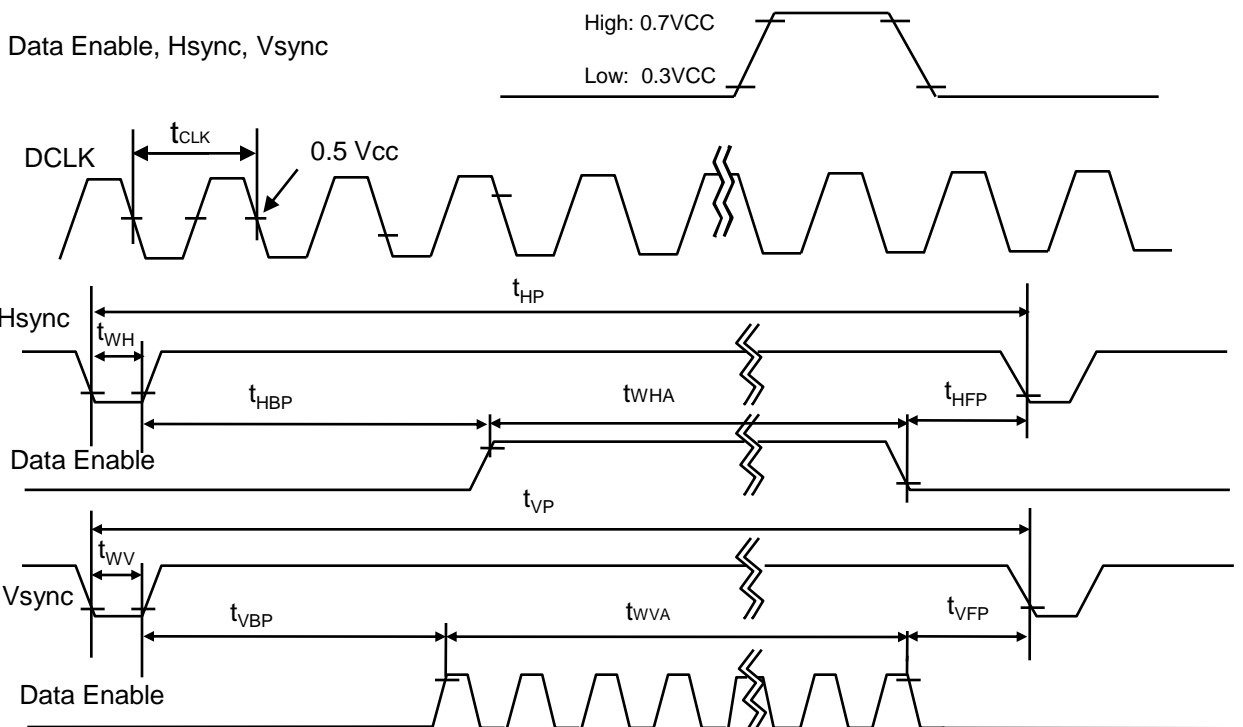 High: 0.7VCC
Data Enable, Hsync, Vsync
Low: 0.3VCC
tCLK
DCLK
0.5 Vcc
tHP
Hsync
tWH
tHBP
tWHA
tHFP
Data Enable
tVP
tWV
Vsync
tVBP
tWVA
tVFP
Data Enable